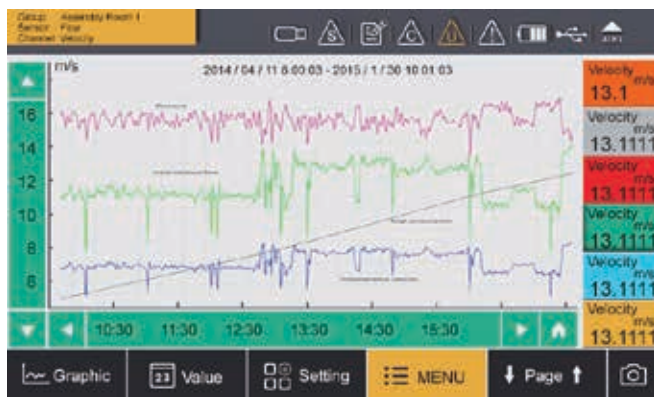 Group: Assembly Room 1
Sensor: Flow
Channel: Velocity
S
C
m/s
2014 / 04 / 11 8:00:03 - 2015 / 1 / 30 10:01:03
16
14
12
10
8
6
10:30 11:30 12:30 13:30 14:30 15:30
Velocity
m/s
13.1
Velocity
m/s
13.1111
Velocity
m/s
13.1111
Velocity
m/s
13.1111
Velocity
m/s
13.1111
Velocity
m/s
13.1111
Graphic
23 Value
Setting
MENU
Page